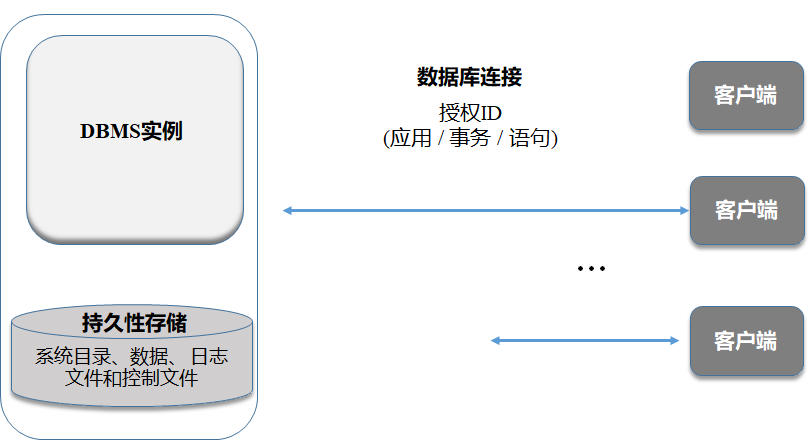 数据库连接
授权ID
(应用 / 事务 / 语句)
客户端
DBMS实例
客户端
...
客户端
持久性存储
系统目录、数据、日志
文件和控制文件